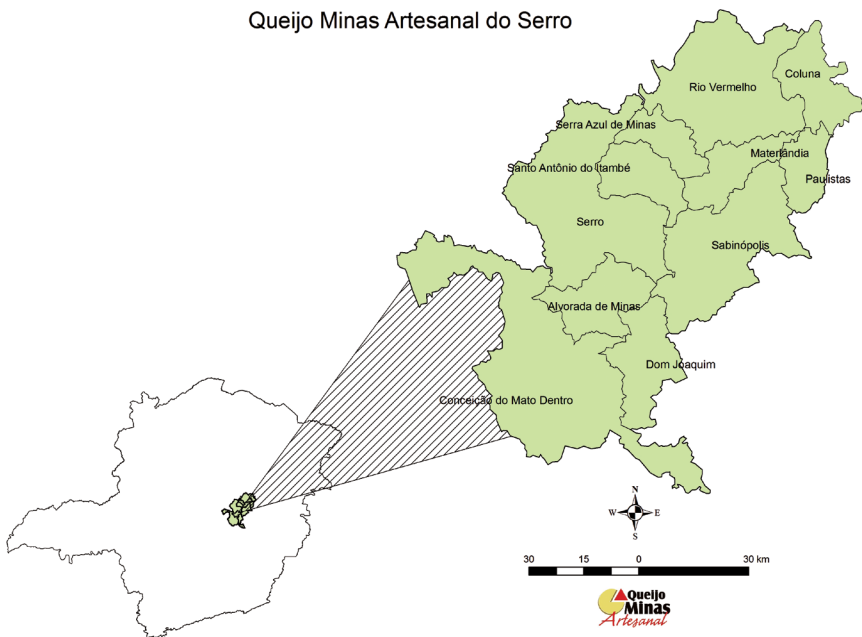 Queijo Minas Artesanal do Serro
Coluna
Rio Vermelho
Serra Azul de Minas
Materlândia
Santo Antônio do Itambé
Paulistas
Serro
Sabinópolis
Alvorada de Minas
Dom Joaquim
Conceição do Mato Dentro
N
W E
S
30 15 0 30 km
Queijo
Minas
Artesanal